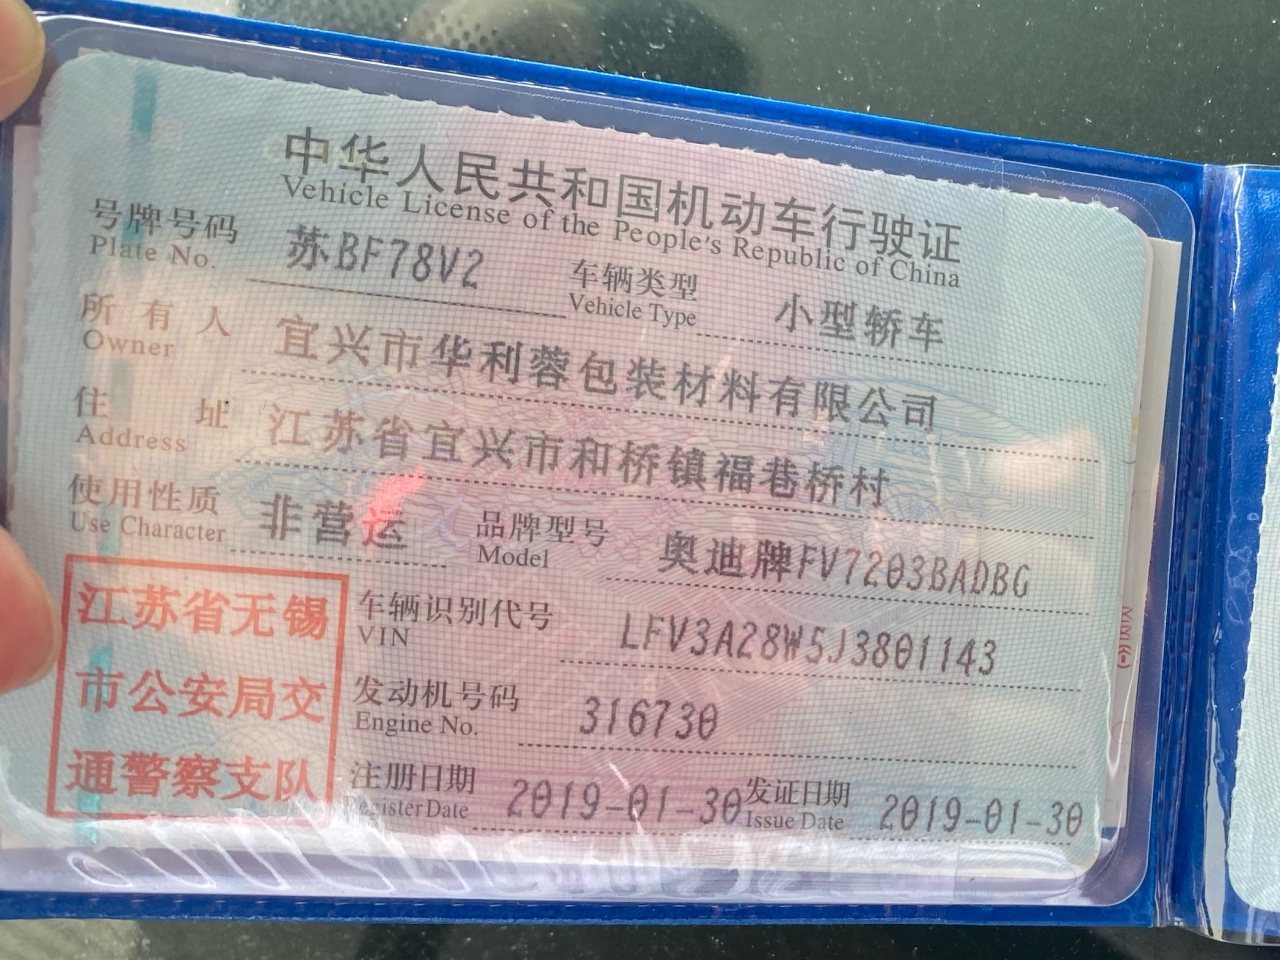 中华人民共和国机动车行驶证
Vehicle License of the People's Republic of China
号牌号码 苏BF78V2 车辆类型 小型轿车
Plate No. Vehicle Type
所有人 宜兴市华利蓉包装材料有限公司
Owner
住址 江苏省宜兴市和桥镇福巷桥村
Address
使用性质 非营运 品牌型号 奥迪牌FV7203BADBG
Use Character Model
江苏省无锡
市公安局交
通警察支队
车辆识别代号 LFV3A28W5J3801143
VIN
发动机号码 316730
Engine No.
注册日期 2019-01-30 发证日期 2019-01-30
Register Date Issue Date